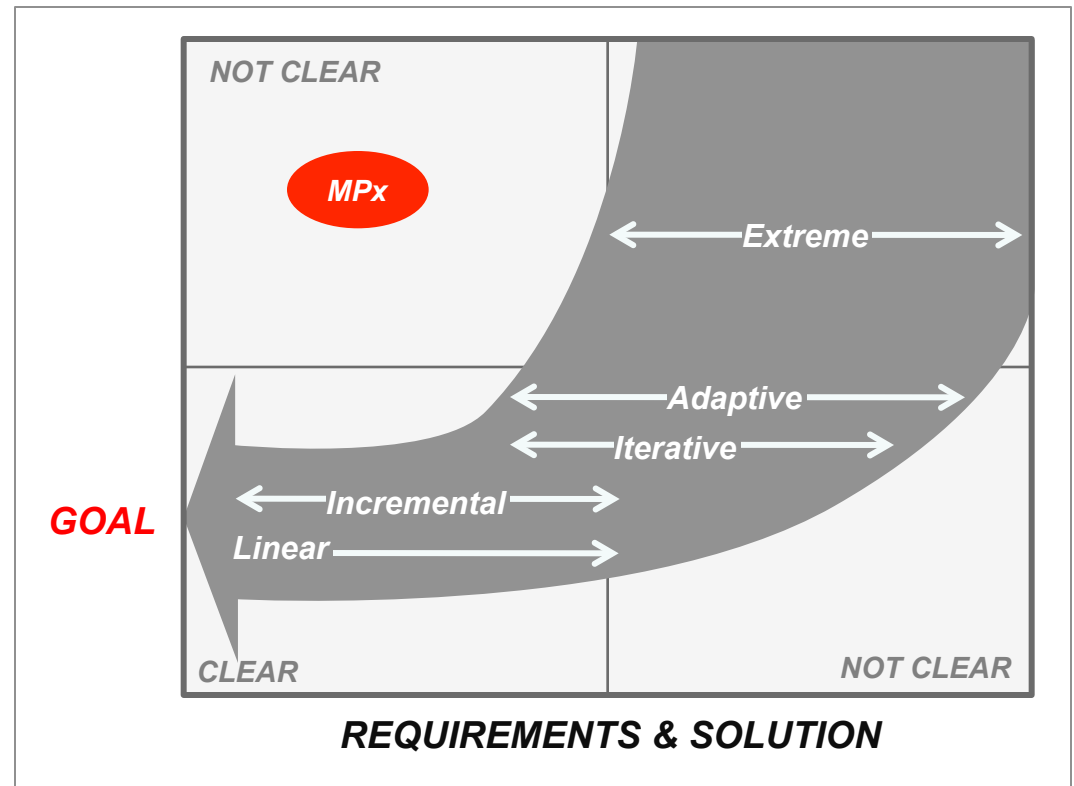 NOT CLEAR
MPx
Extreme
Adaptive
Iterative
Incremental
GOAL
Linear
CLEAR
NOT CLEAR
REQUIREMENTS & SOLUTION